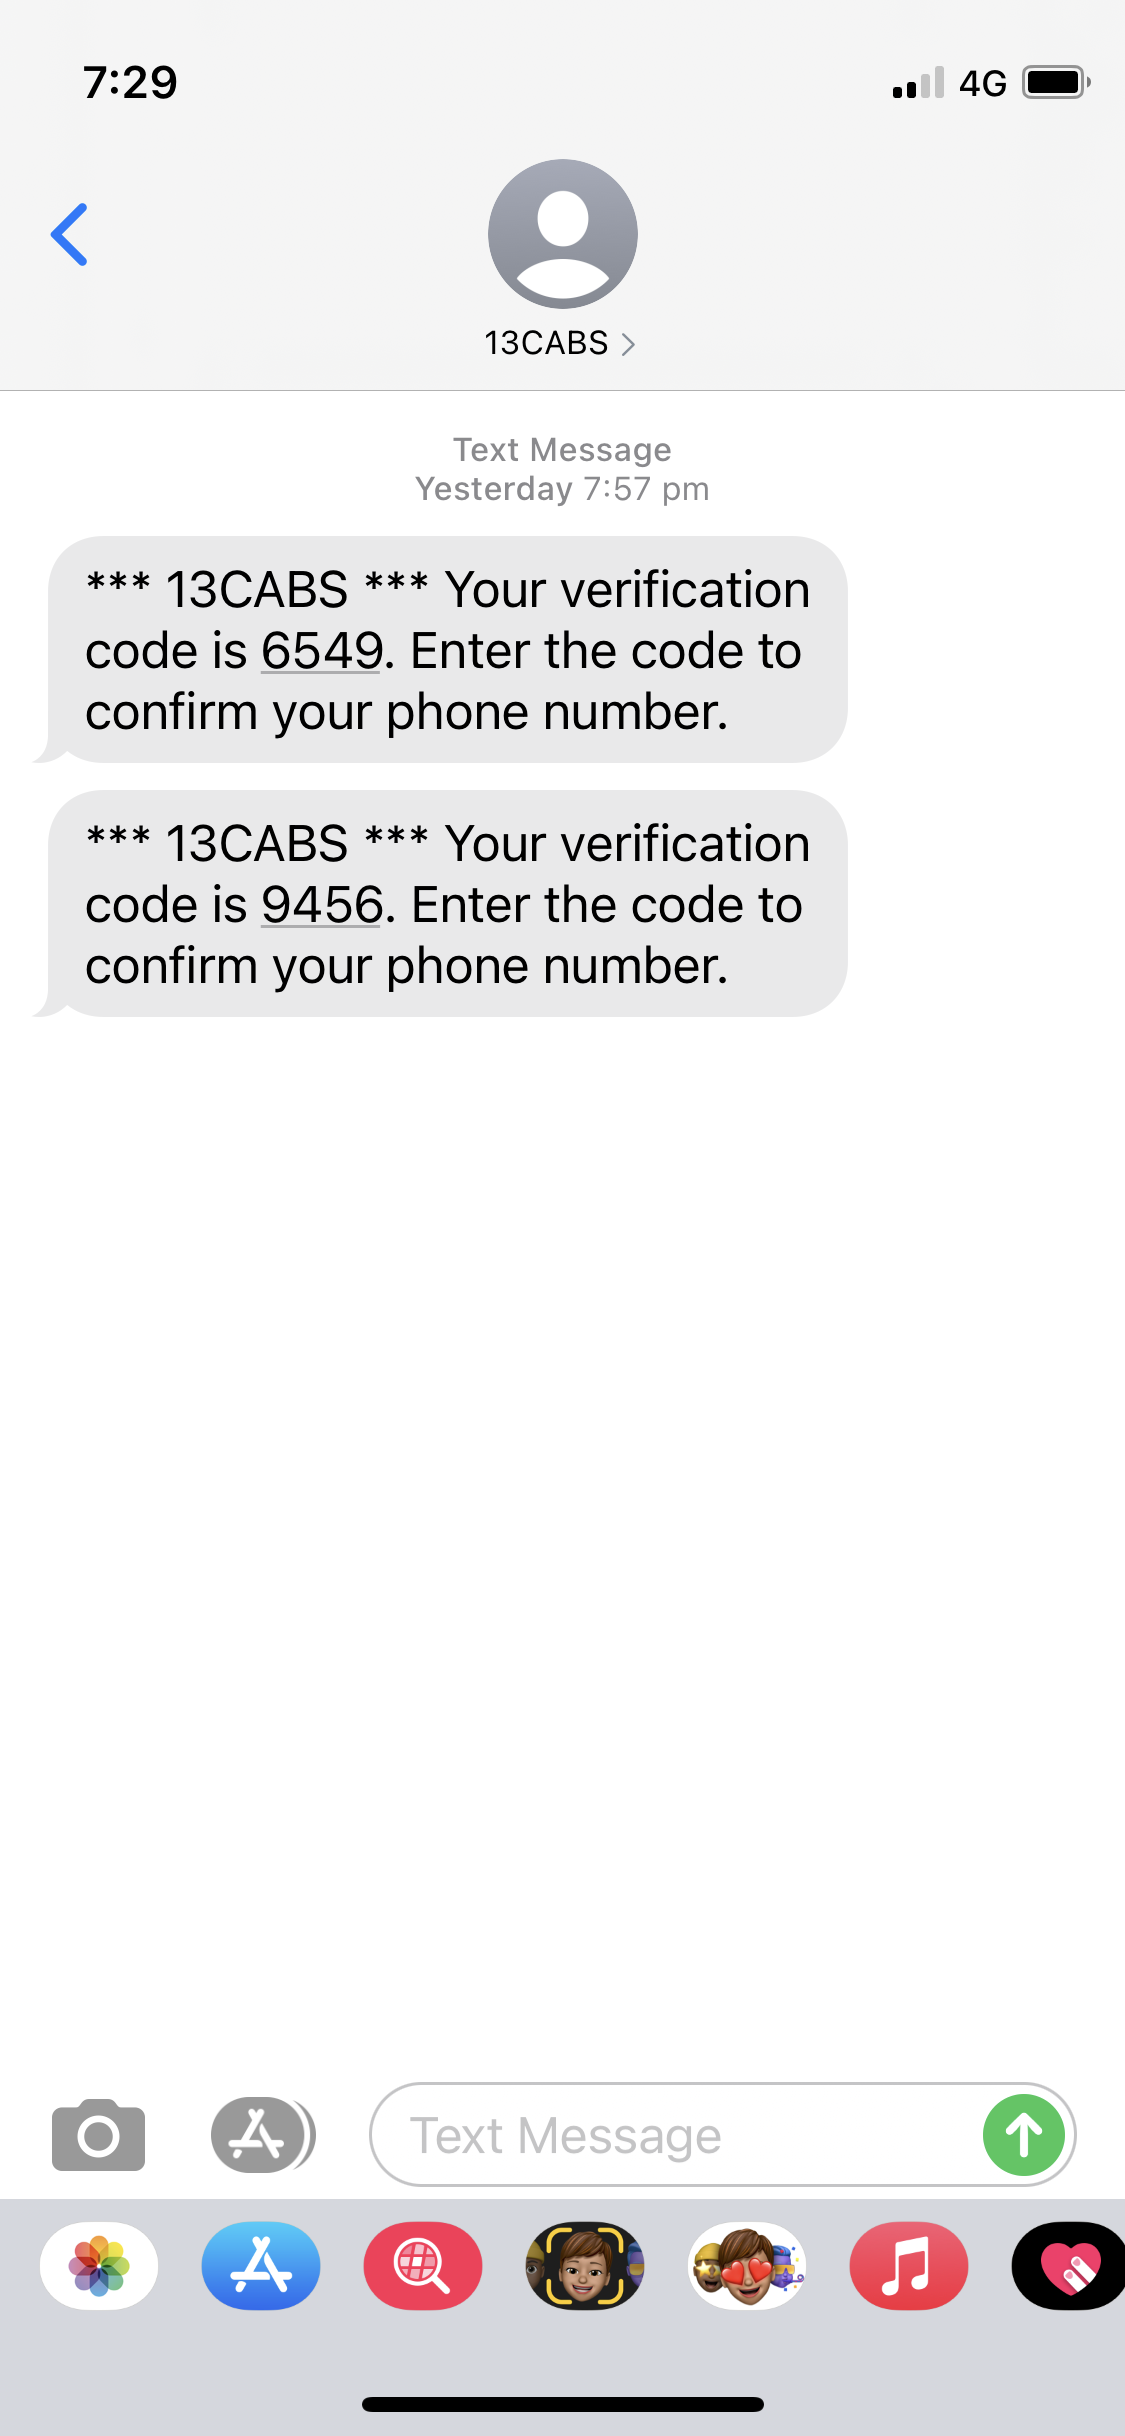 7:29
4G
13CABS
Text Message
Yesterday 7:57 pm
*** 13CABS *** Your verification
code is 6549. Enter the code to
confirm your phone number.
*** 13CABS *** Your verification
code is 9456. Enter the code to
confirm your phone number.
Text Message